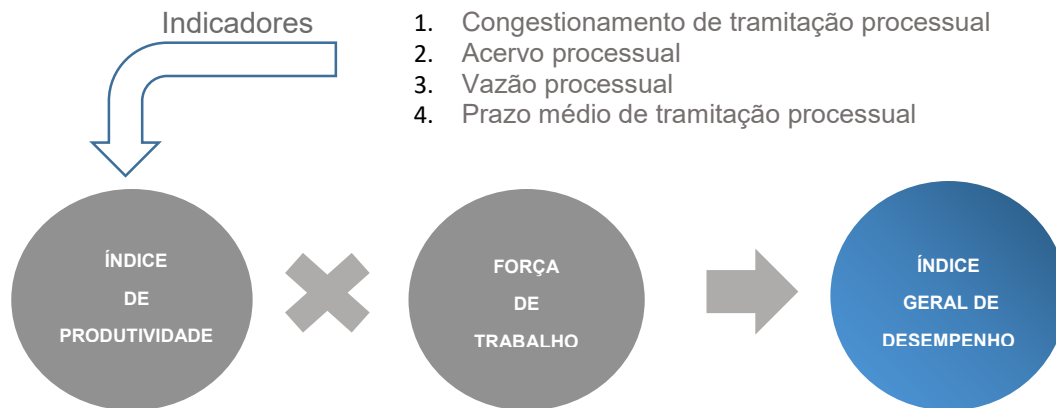 Indicadores
1. Congestionamento de tramitação processual
2. Acervo processual
3. Vazão processual
4. Prazo médio de tramitação processual
ÍNDICE
DE
PRODUTIVIDADE
FORÇA
DE
TRABALHO
ÍNDICE
GERAL DE
DESEMPENHO